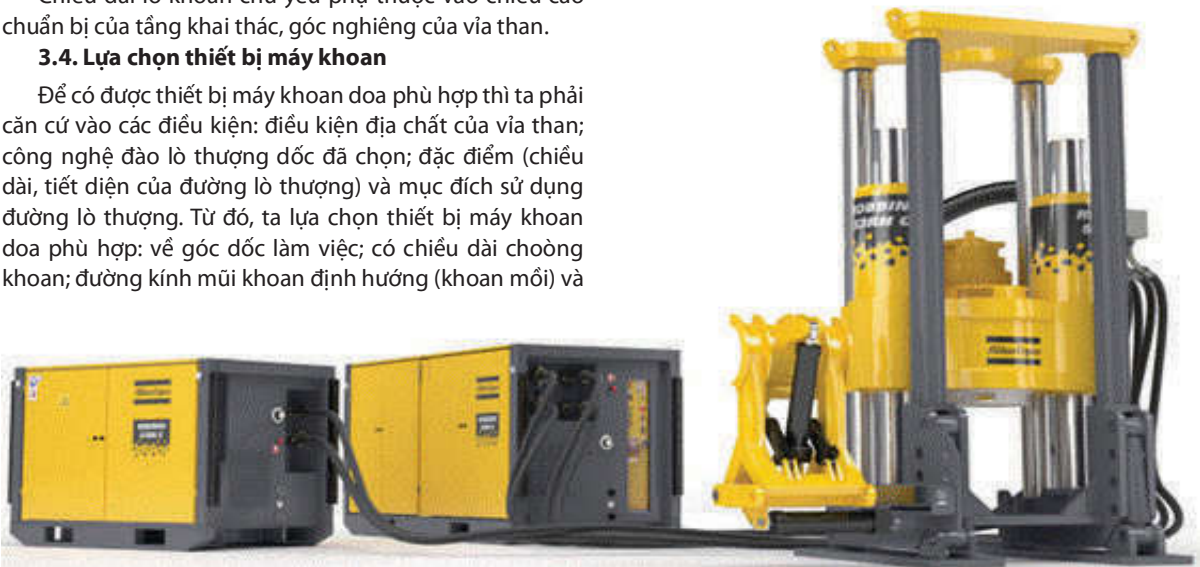 chuẩn bị của tầng khai thác, góc nghiêng của vỉa than.
3.4. Lựa chọn thiết bị máy khoan
Để có được thiết bị máy khoan doa phù hợp thì ta phải
căn cứ vào các điều kiện: điều kiện địa chất của vỉa than;
công nghệ đào lò thượng dốc đã chọn; đặc điểm (chiều
dài, tiết diện của đường lò thượng) và mục đích sử dụng
đường lò thượng. Từ đó, ta lựa chọn thiết bị máy khoan
doa phù hợp: về góc dốc làm việc; có chiều dài choòng
khoan; đường kính mũi khoan định hướng (khoan mồi) và